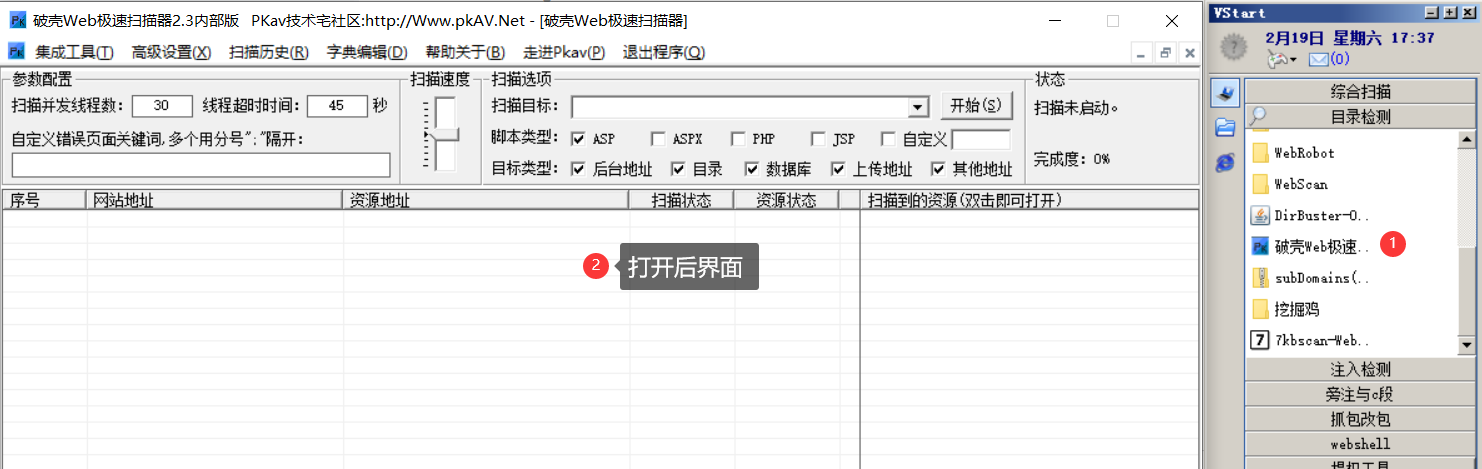 破壳Web极速扫描器2.3内部版 PKav技术宅社区:http://Www.pkAV.Net - [破壳Web极速扫描器]
集成工具(T) 高级设置(X) 扫描历史(R) 字典编辑(D) 帮助关于(B) 走进Pkav(P) 退出程序(Q)
参数配置
扫描并发线程数: 30 线程超时时间: 45 秒
自定义错误页面关键词,多个用分号";"隔开:
扫描速度
扫描选项
扫描目标: 开始(S)
脚本类型: ASP ASPX PHP JSP 自定义
目标类型: 后台地址 目录 数据库 上传地址 其他地址
状态
扫描未启动。
完成度: 0%
序号 网站地址 资源地址 扫描状态 资源状态 扫描到的资源(双击即可打开)
2 打开后界面
VStart
2月19日 星期六 17:37
(0)
综合扫描
目录检测
WebRobot
WebScan
DirBuster-0..
破壳Web极速.. 1
subDomains(..
挖掘鸡
7kbscan-Web..
注入检测
旁注与c段
抓包改包
webshell
提权工具